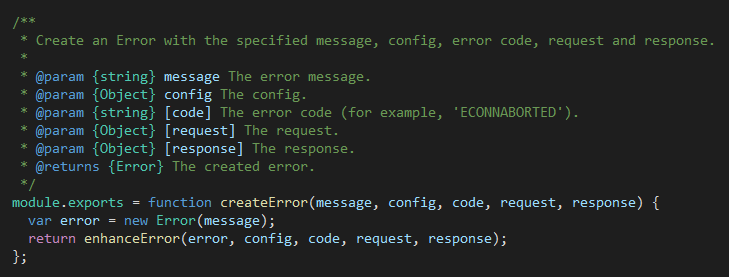 /**
 * Create an Error with the specified message, config, error code, request and response.
 *
 * @param {string} message The error message.
 * @param {Object} config The config.
 * @param {string} [code] The error code (for example, 'ECONNABORTED').
 * @param {Object} [request] The request.
 * @param {Object} [response] The response.
 * @returns {Error} The created error.
 */
module.exports = function createError(message, config, code, request, response) {
  var error = new Error(message);
  return enhanceError(error, config, code, request, response);
};